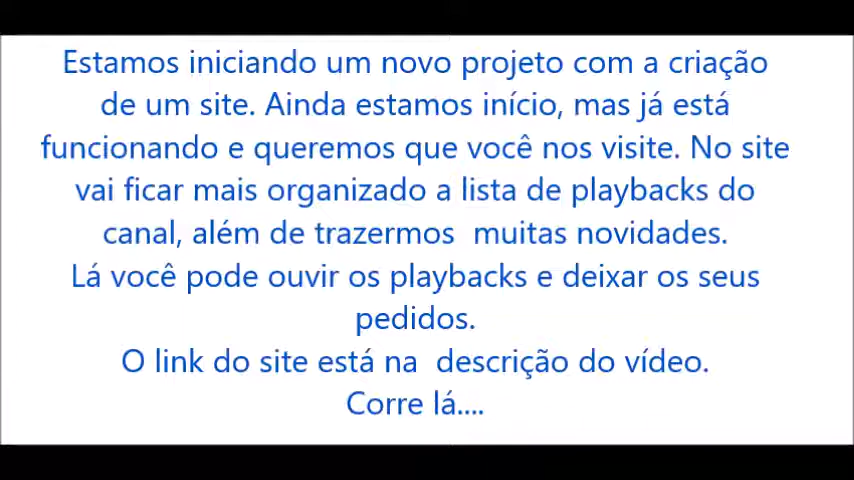 Estamos iniciando um novo projeto com a criação
de um site. Ainda estamos início, mas já está
funcionando e queremos que você nos visite. No site
vai ficar mais organizado a lista de playbacks do
canal, além de trazermos  muitas novidades.
Lá você pode ouvir os playbacks e deixar os seus
pedidos.
O link do site está na  descrição do vídeo.
Corre lá....